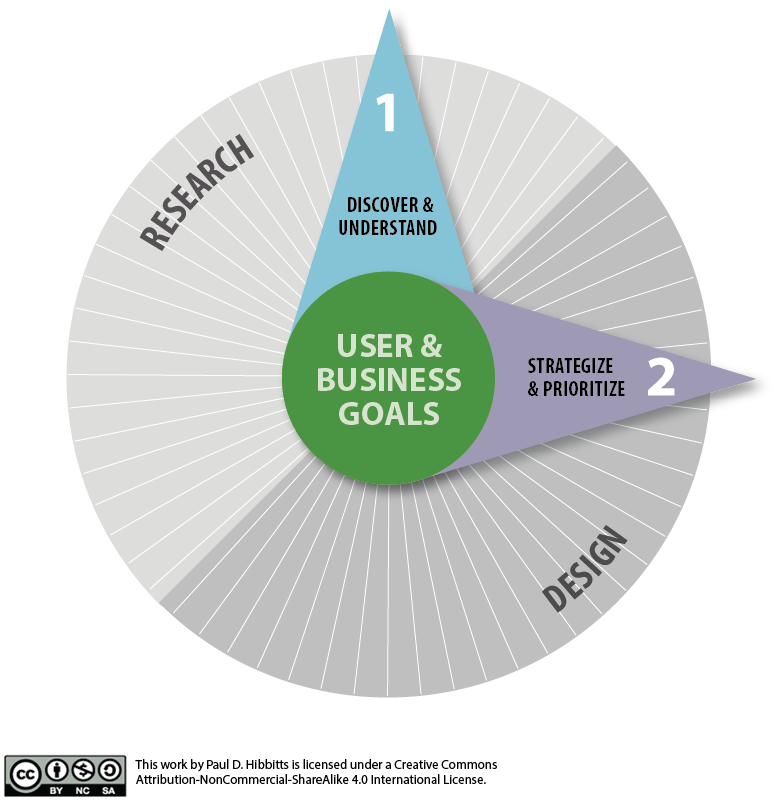 1
DISCOVER &
UNDERSTAND
RESEARCH
USER &
BUSINESS
GOALS
STRATEGIZE
& PRIORITIZE
2
DESIGN
cc
BY NC SA
This work by Paul D. Hibbitts is licensed under a Creative Commons
Attribution-NonCommercial-ShareAlike 4.0 International License.